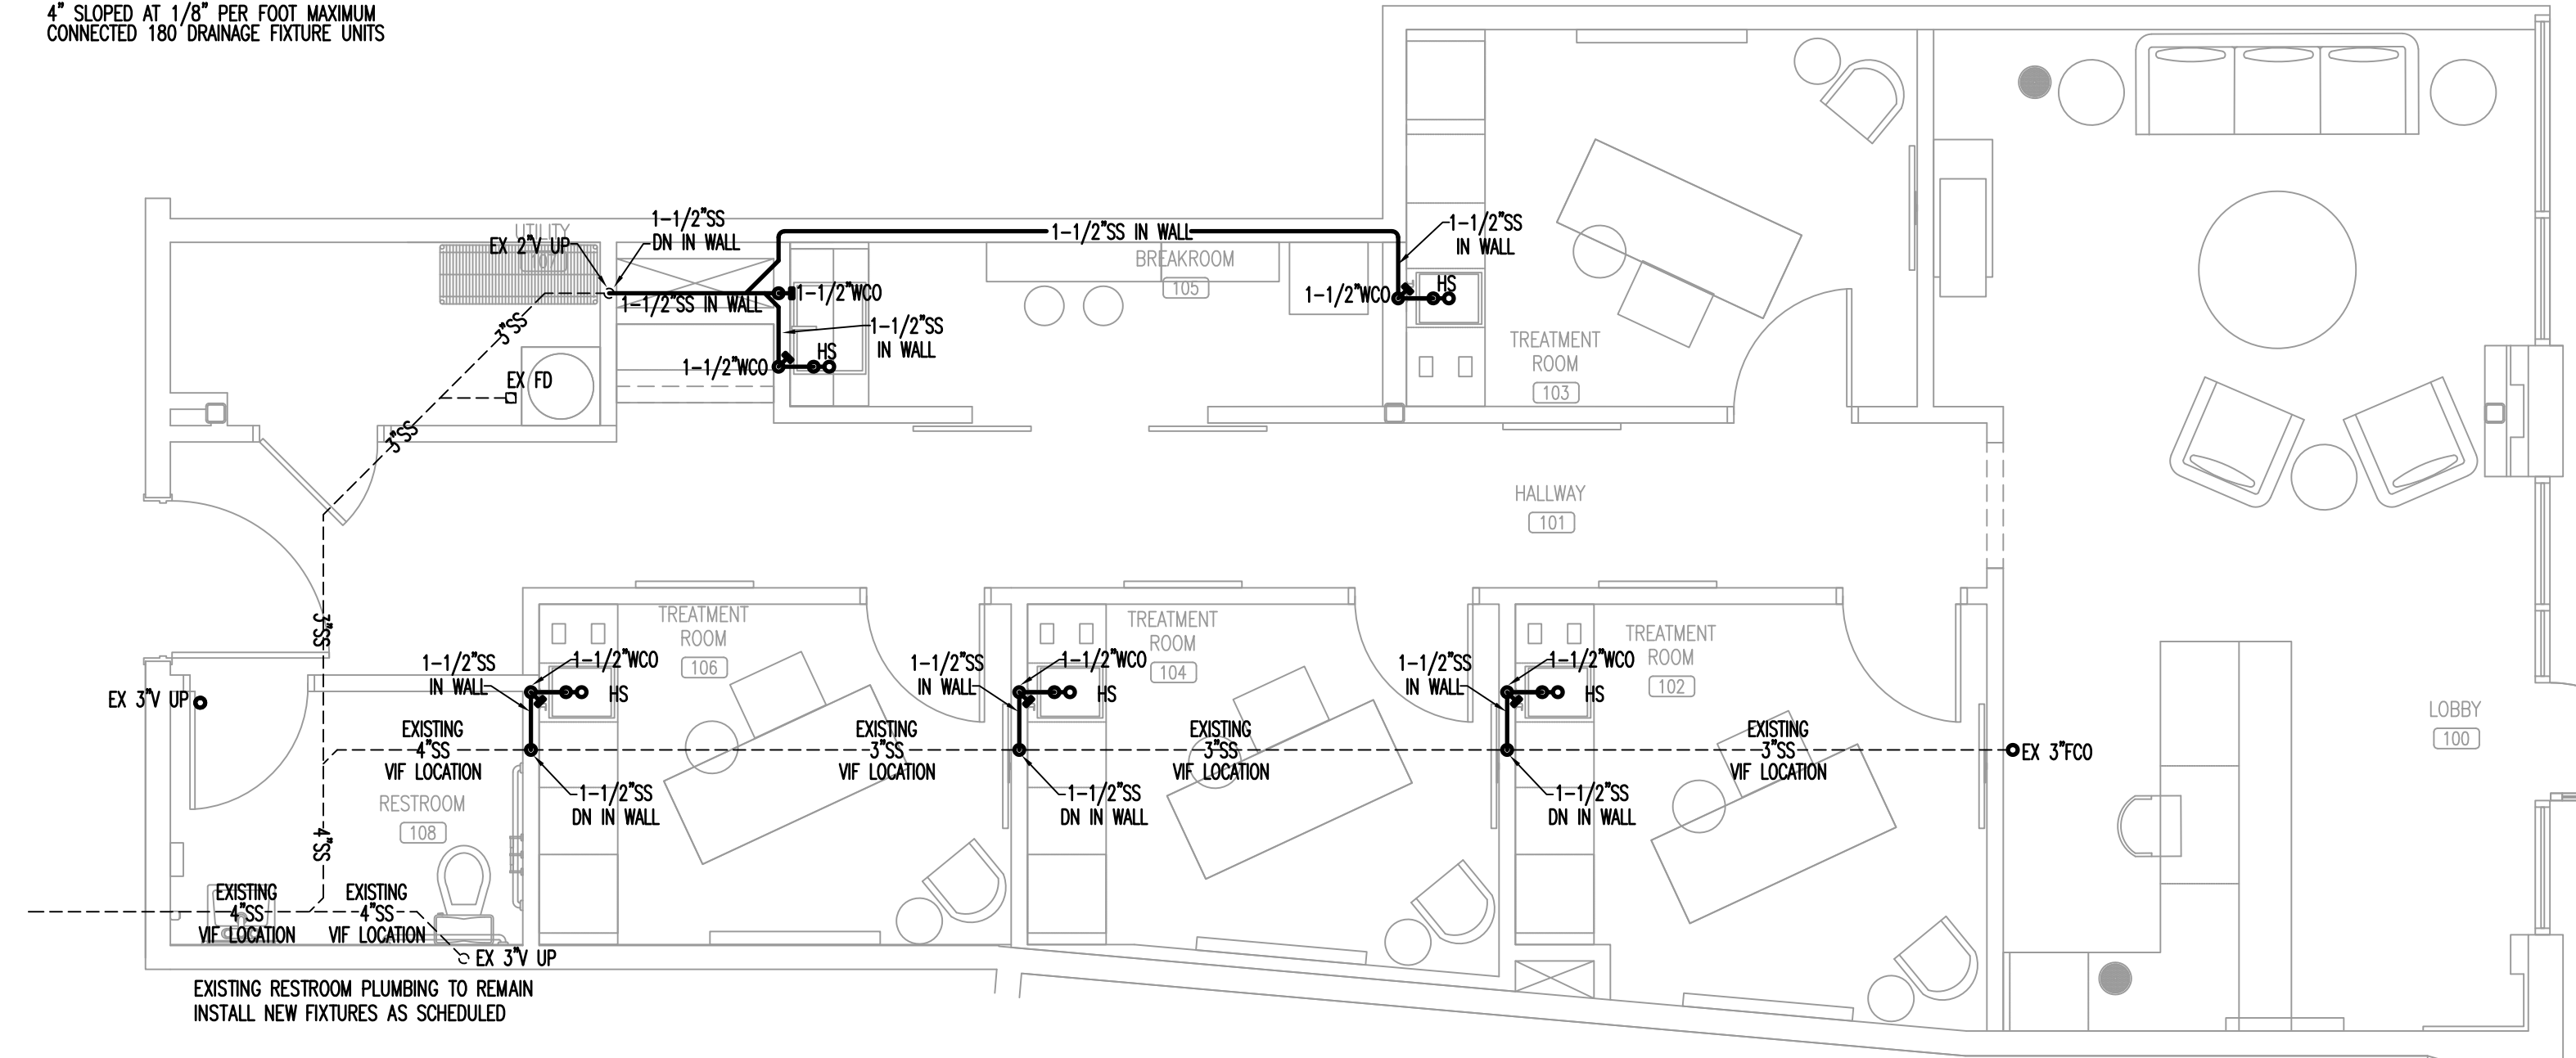 4" SLOPED AT 1/8" PER FOOT MAXIMUM
CONNECTED 180 DRAINAGE FIXTURE UNITS
UTILITY
107
EX 2"V UP
1-1/2"SS
DN IN WALL
1-1/2"SS IN WALL
1-1/2"WCO
1-1/2"SS
IN WALL
1-1/2"WCO
HS
1-1/2"SS IN WALL
BREAKROOM
105
1-1/2"SS
IN WALL
1-1/2"WCO
HS
TREATMENT
ROOM
103
3"SS
EX FD
3"SS
HALLWAY
101
3"SS
TREATMENT
ROOM
106
TREATMENT
ROOM
104
TREATMENT
ROOM
102
1-1/2"SS
IN WALL
1-1/2"WCO
HS
1-1/2"SS
IN WALL
1-1/2"WCO
HS
1-1/2"SS
IN WALL
1-1/2"WCO
HS
EX 3"V UP
EXISTING
4"SS
VIF LOCATION
EXISTING
3"SS
VIF LOCATION
EXISTING
3"SS
VIF LOCATION
EXISTING
3"SS
VIF LOCATION
EX 3"FCO
LOBBY
100
1-1/2"SS
DN IN WALL
1-1/2"SS
DN IN WALL
1-1/2"SS
DN IN WALL
RESTROOM
108
4"SS
EXISTING
4"SS
VIF LOCATION
EXISTING
4"SS
VIF LOCATION
EX 3"V UP
EXISTING RESTROOM PLUMBING TO REMAIN
INSTALL NEW FIXTURES AS SCHEDULED